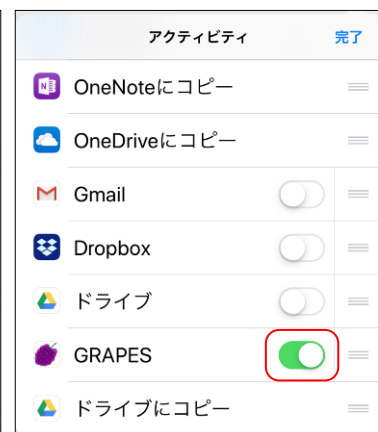 アクティビティ 完了
OneNoteにコピー
OneDriveにコピー
Gmail
Dropbox
ドライブ
GRAPES
ドライブにコピー